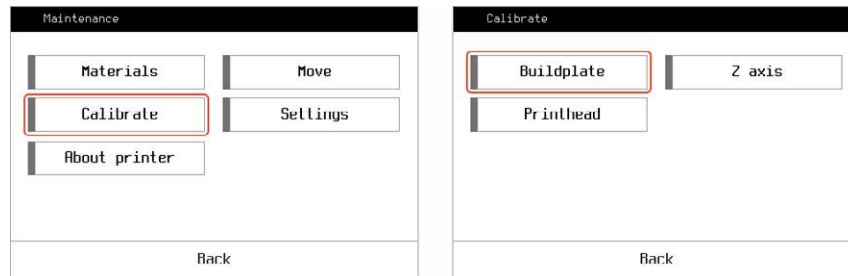 Maintenance
Materials
Move
Calibrate
Settings
About printer
Back
Calibrate
Buildplate
Z axis
Printhead
Back